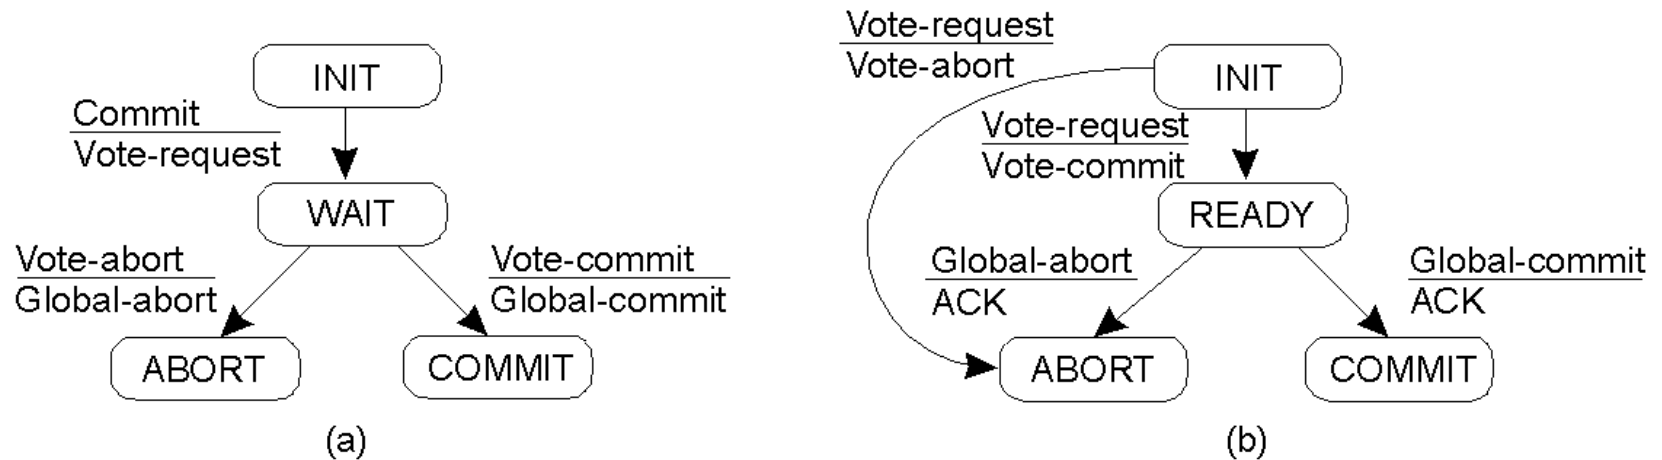 INIT
Commit
Vote-request
WAIT
Vote-abort
Global-abort
Vote-commit
Global-commit
ABORT
COMMIT
(a)
Vote-request
Vote-abort
INIT
Vote-request
Vote-commit
READY
Global-abort
ACK
Global-commit
ACK
ABORT
COMMIT
(b)